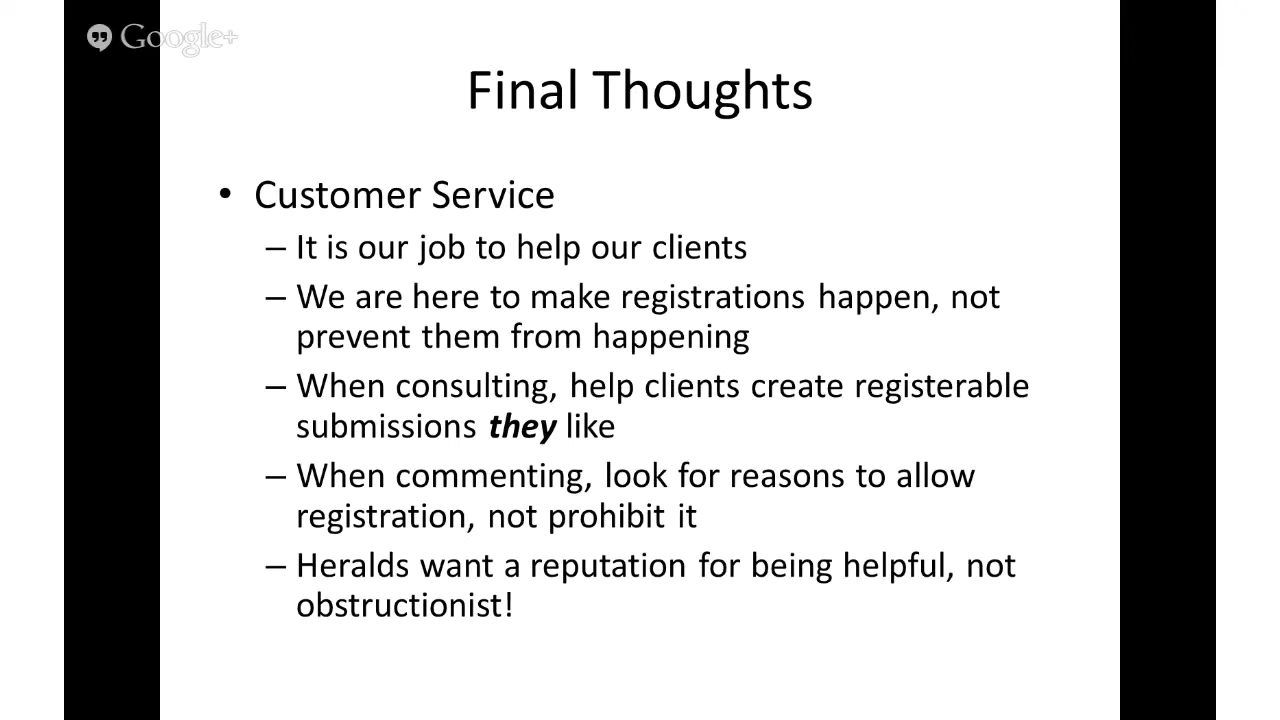 Google+
Final Thoughts
• Customer Service
– It is our job to help our clients
– We are here to make registrations happen, not
prevent them from happening
– When consulting, help clients create registerable
submissions they like
– When commenting, look for reasons to allow
registration, not prohibit it
– Heralds want a reputation for being helpful, not
obstructionist!